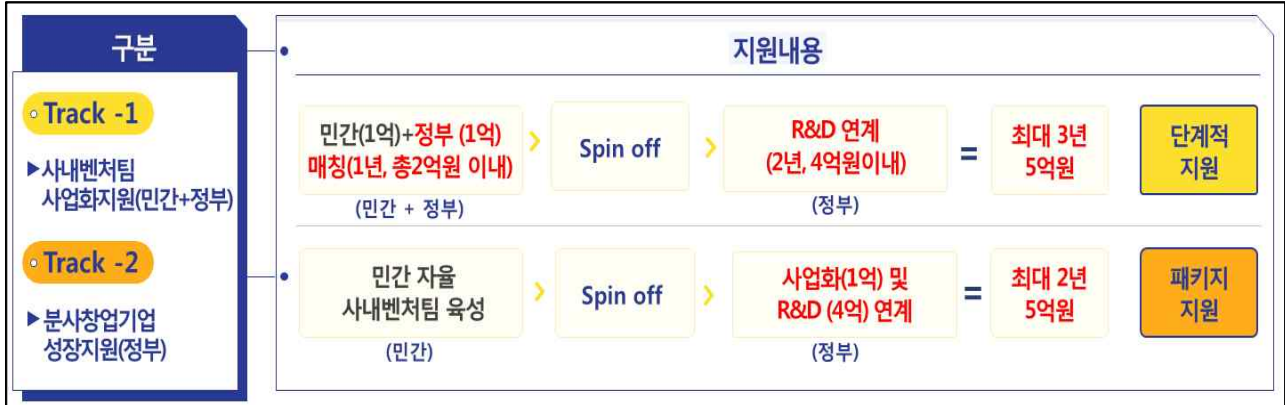 구분
지원내용
Track -1
▶사내벤처팀
사업화지원(민간+정부)
민간(1억)+정부 (1억)
매칭(1년, 총2억원 이내)
(민간 + 정부)
>
Spin off
>
R&D 연계
(2년, 4억원이내)
(정부)
=
최대 3년
5억원
단계적
지원
Track -2
▶분사창업기업
성장지원(정부)
민간 자율
사내벤처팀 육성
(민간)
>
Spin off
>
사업화(1억) 및
R&D (4억) 연계
(정부)
=
최대 2년
5억원
패키지
지원